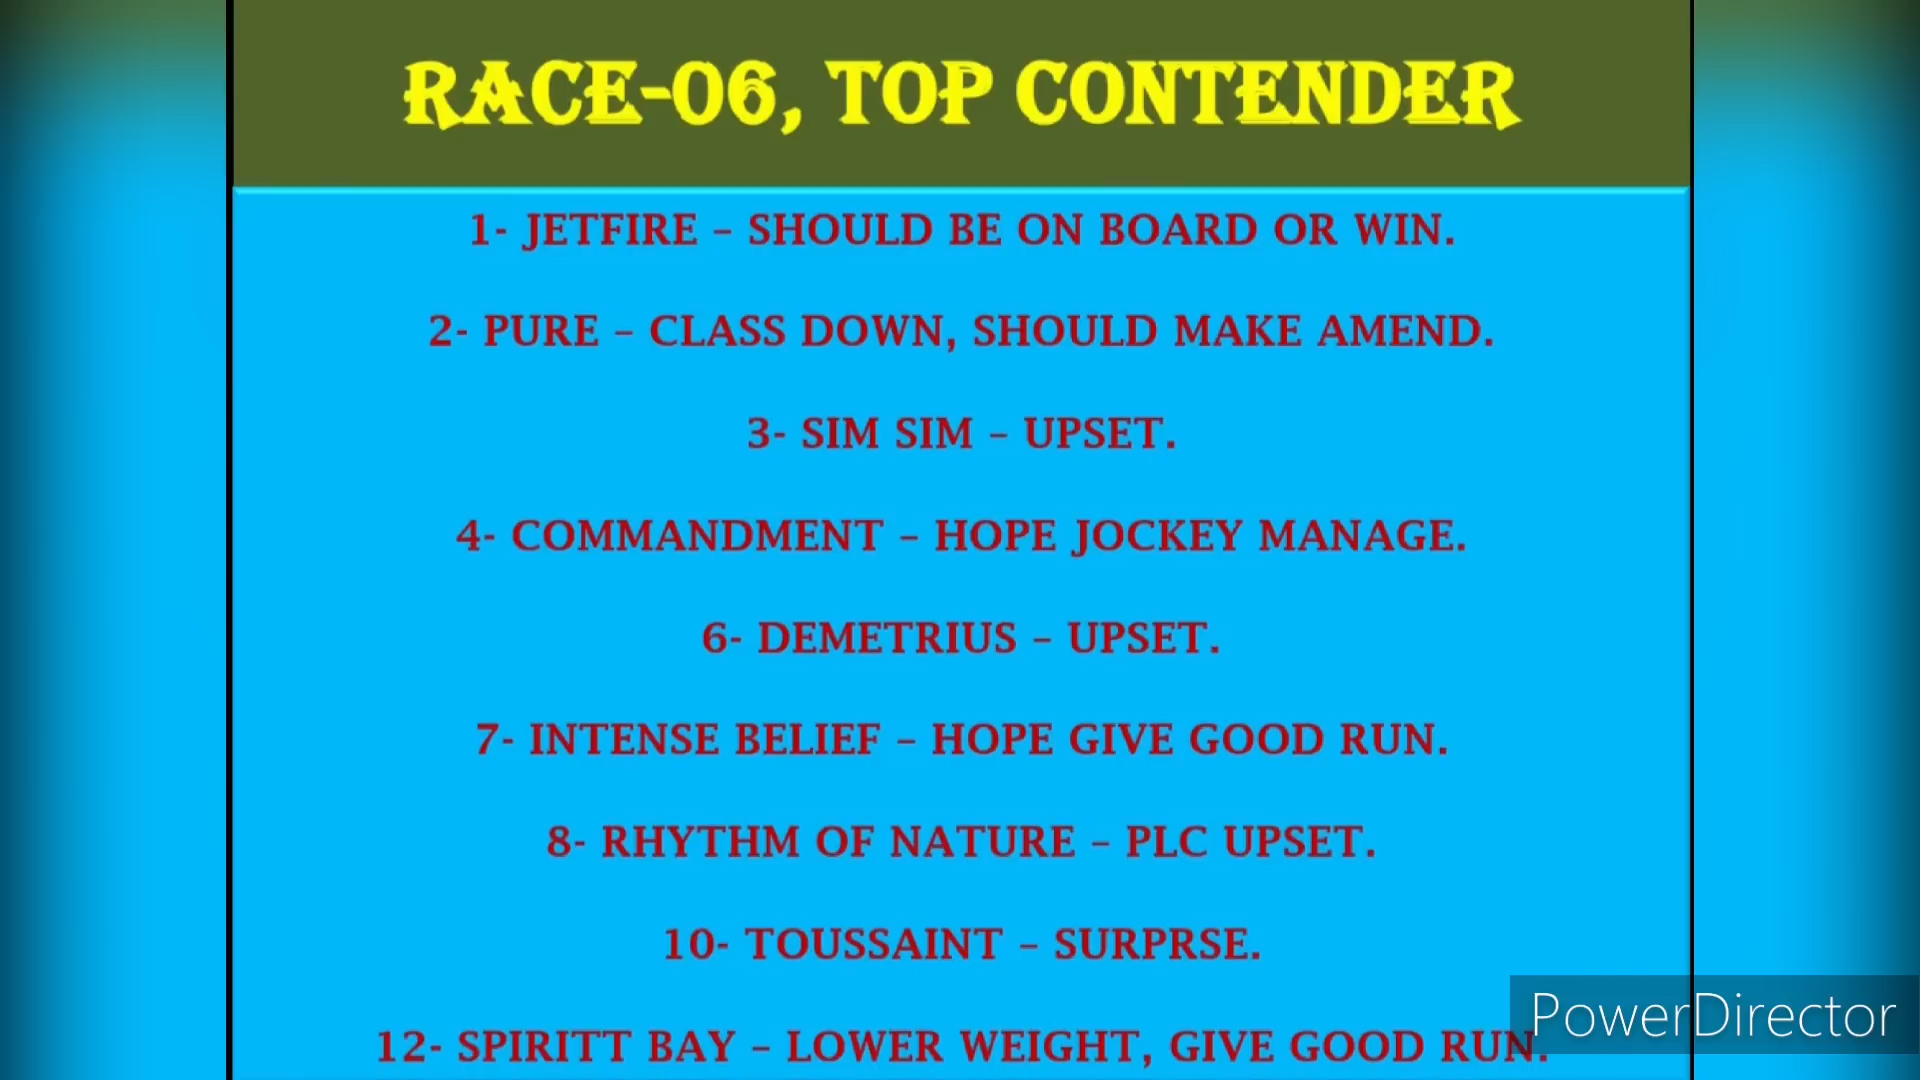 RACE-06, TOP CONTENDER
1- JETFIRE – SHOULD BE ON BOARD OR WIN.
2- PURE – CLASS DOWN, SHOULD MAKE AMEND.
3- SIM SIM – UPSET.
4- COMMANDMENT – HOPE JOCKEY MANAGE.
6- DEMETRIUS – UPSET.
7- INTENSE BELIEF – HOPE GIVE GOOD RUN.
8- RHYTHM OF NATURE – PLC UPSET.
10- TOUSSAINT – SURPRSE.
12- SPIRITT BAY – LOWER WEIGHT, GIVE GOOD RUN.
PowerDirector